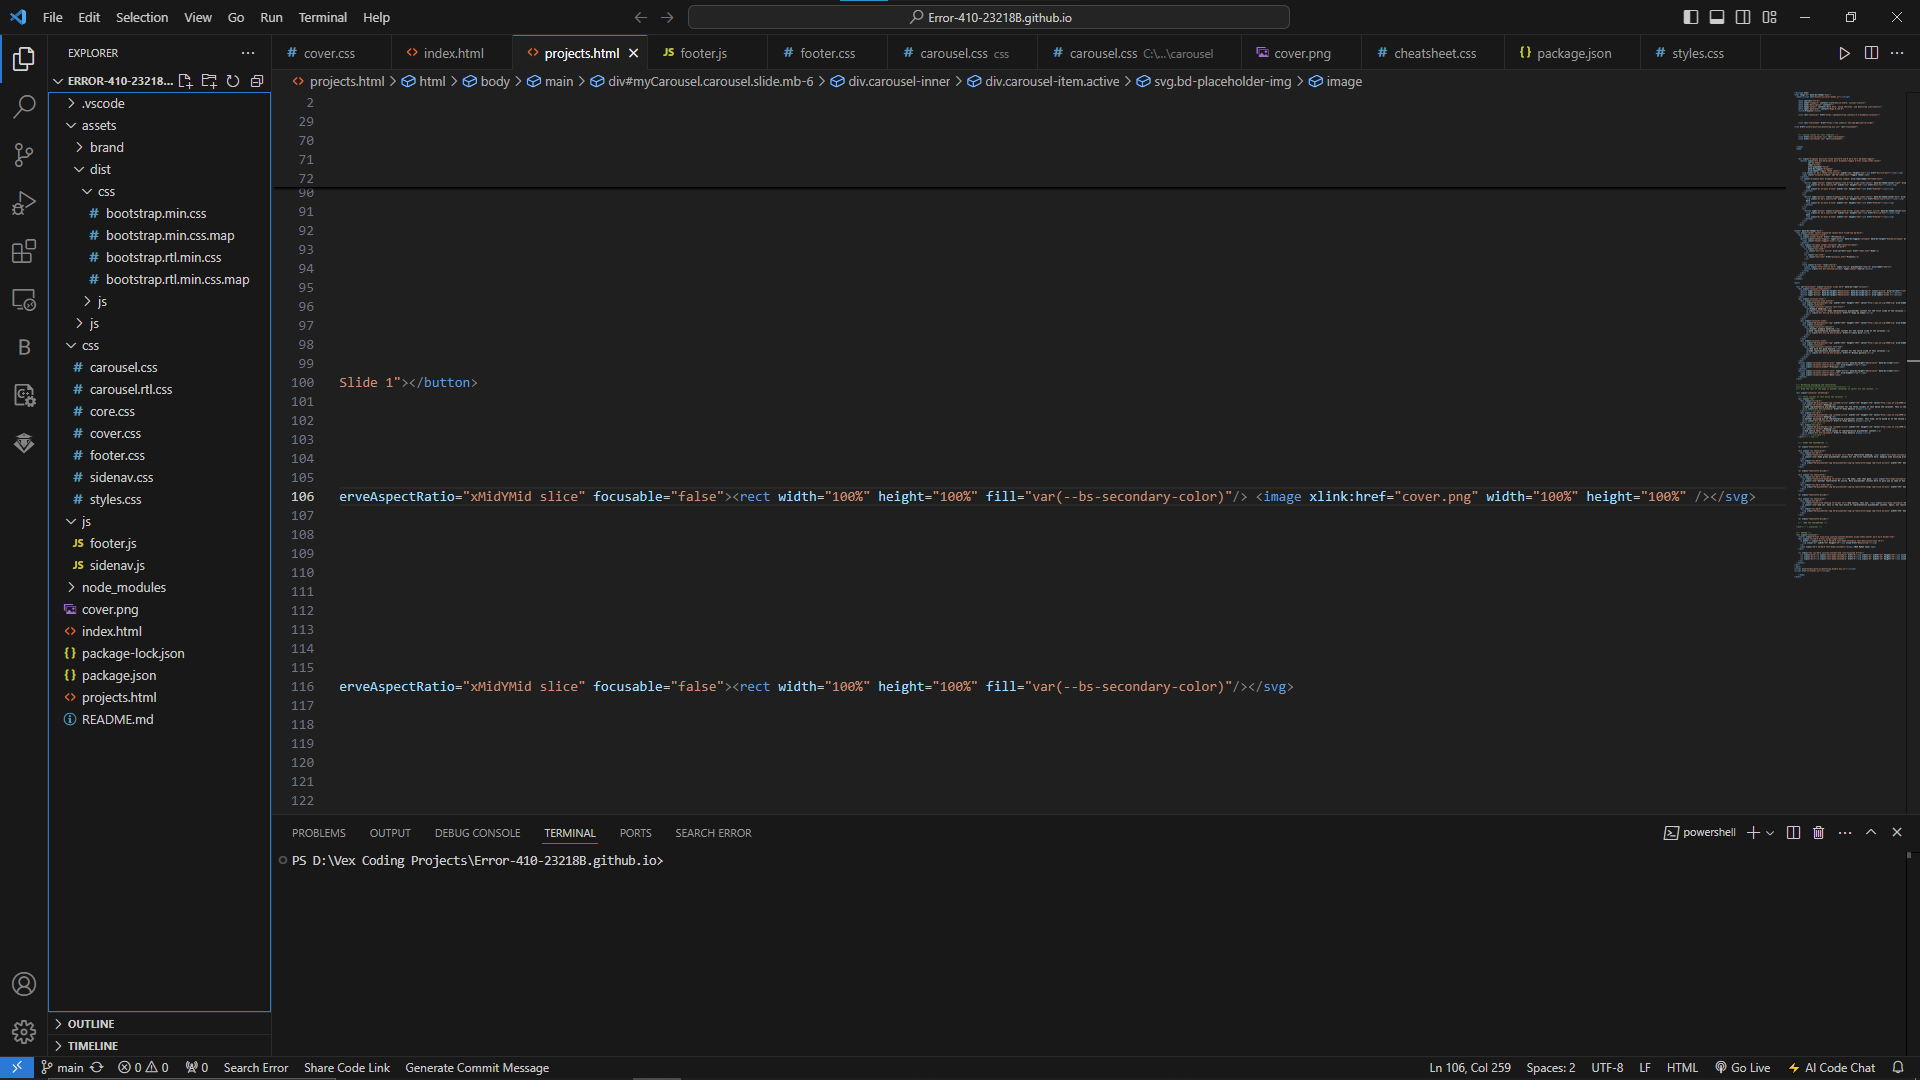 File Edit Selection View Go Run Terminal Help
Error-410-23218B.github.io
EXPLORER
cover.css
index.html
projects.html
JS footer.js
footer.css
carousel.css css
carousel.css C:\...\carousel
cover.png
cheatsheet.css
package.json
styles.css
ERROR-410-23218...
projects.html > html > body > main > div#myCarousel.carousel.slide.mb-6 > div.carousel-inner > div.carousel-item.active > svg.bd-placeholder-img > image
.vscode
assets
brand
dist
css
# bootstrap.min.css
# bootstrap.min.css.map
# bootstrap.rtl.min.css
# bootstrap.rtl.min.css.map
js
js
css
# carousel.css
# carousel.rtl.css
# core.css
# cover.css
# footer.css
# sidenav.css
# styles.css
js
JS footer.js
JS sidenav.js
node_modules
cover.png
index.html
package-lock.json
package.json
projects.html
README.md
OUTLINE
TIMELINE
2
29
70
71
72
90
91
92
93
94
95
96
97
98
99
100 Slide 1"></button>
101
102
103
104
105
106 erveAspectRatio="xMidYMid slice" focusable="false"><rect width="100%" height="100%" fill="var(--bs-secondary-color)"/> <image xlink:href="cover.png" width="100%" height="100%" /></svg>
107
108
109
110
111
112
113
114
115
116 erveAspectRatio="xMidYMid slice" focusable="false"><rect width="100%" height="100%" fill="var(--bs-secondary-color)"/></svg>
117
118
119
120
121
122
PROBLEMS OUTPUT DEBUG CONSOLE TERMINAL PORTS SEARCH ERROR
powershell
PS D:\Vex Coding Projects\Error-410-23218B.github.io>
main 0 0 0 Search Error Share Code Link Generate Commit Message
Ln 106, Col 259 Spaces: 2 UTF-8 LF HTML Go Live AI Code Chat